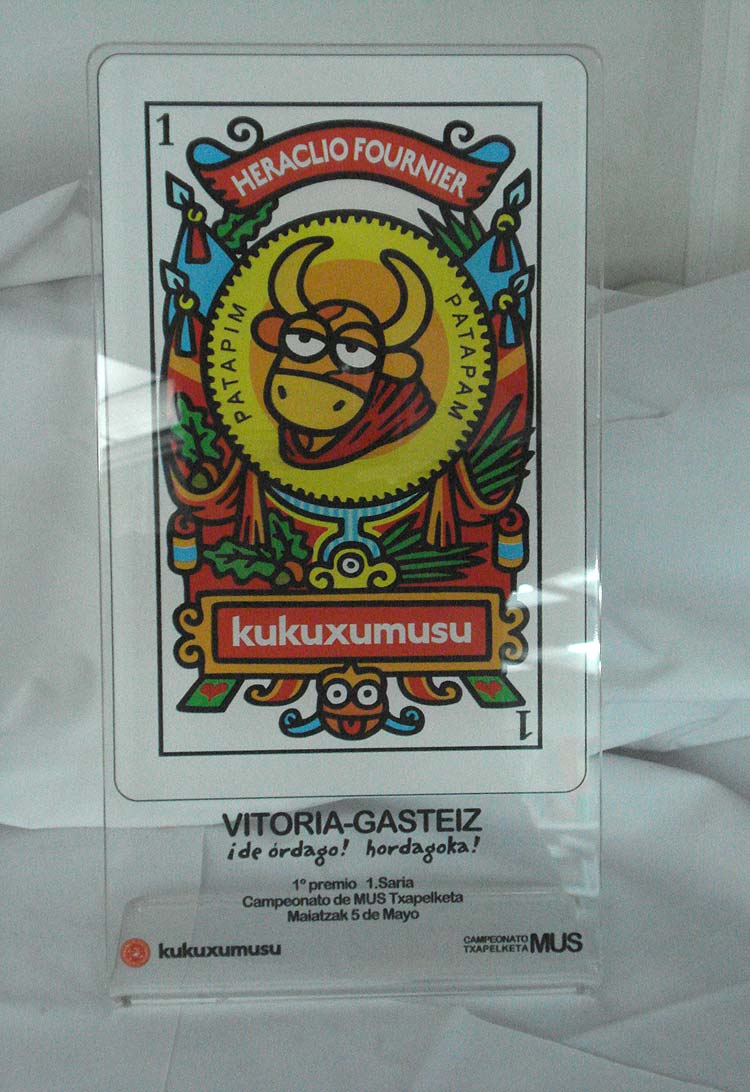 1
HERACLIO FOURNIER
PATAPIM
PATAPAM
kukuxumusu
1
VITORIA-GASTEIZ
¡de órdago! hordagoka!
1º premio 1.Saria
Campeonato de MUS Txapelketa
Maiatzak 5 de Mayo
kukuxumusu
CAMPEONATO
TXAPELKETA MUS